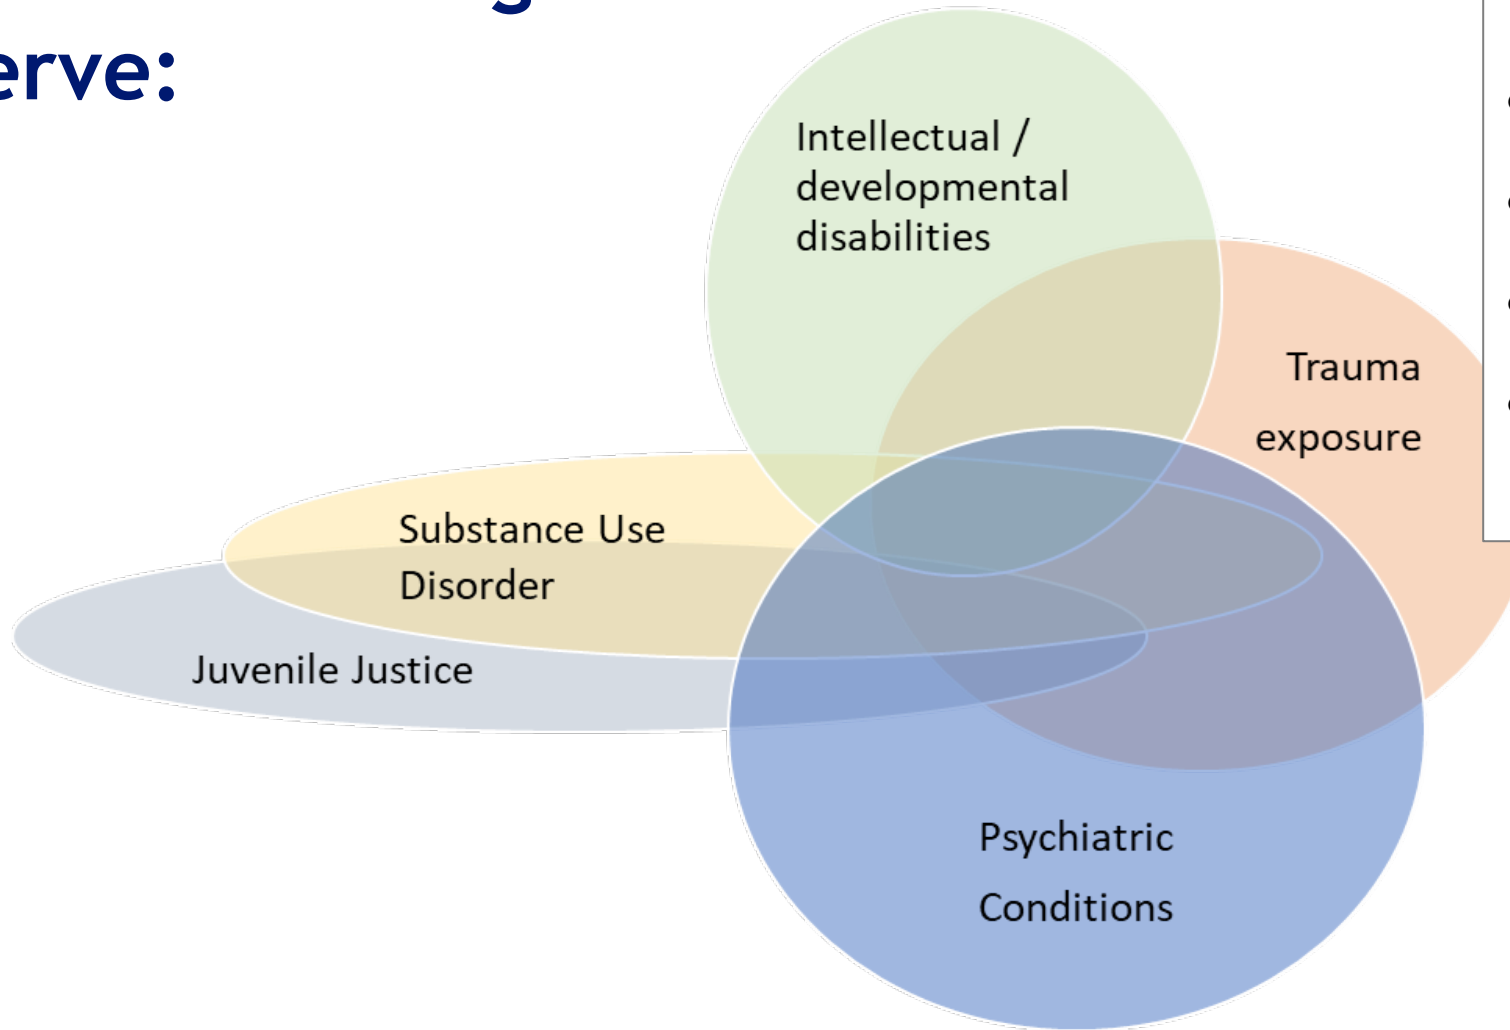 erve:
Intellectual /
developmental
disabilities
Trauma
exposure
Substance Use
Disorder
Juvenile Justice
Psychiatric
Conditions